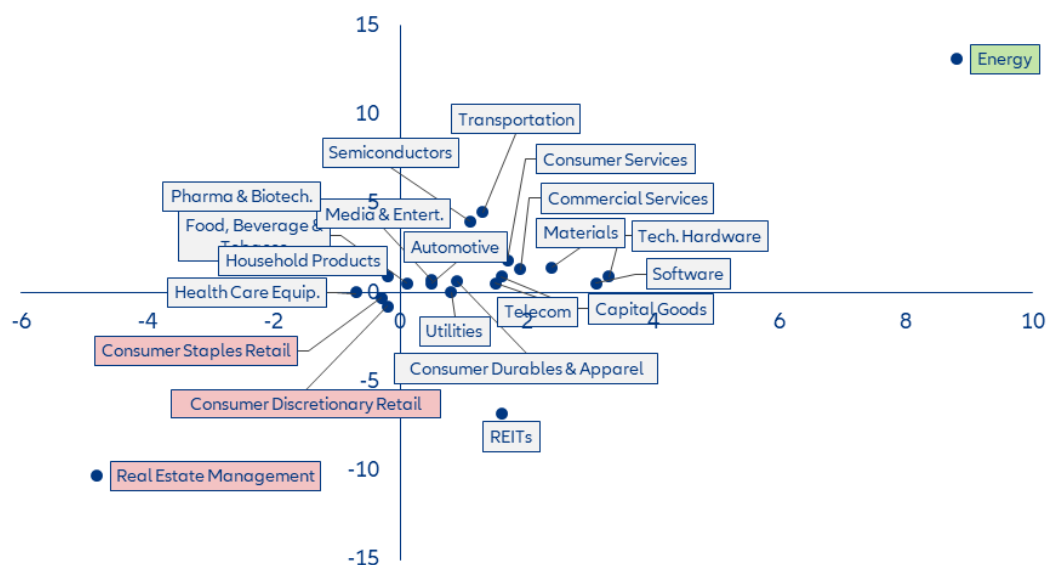 15
Energy
10
Transportation
Semiconductors
Consumer Services
Pharma & Biotech.
5
Commercial Services
Media & Entert.
Food, Beverage &
Materials
Tech. Hardware
Automotive
Household Products
Software
Health Care Equip.
0
-6
-4
-2
0
2
4
6
8
10
Telecom
Capital Goods
Utilities
Consumer Staples Retail
Consumer Durables & Apparel
-5
Consumer Discretionary Retail
REITs
-10
Real Estate Management
-15